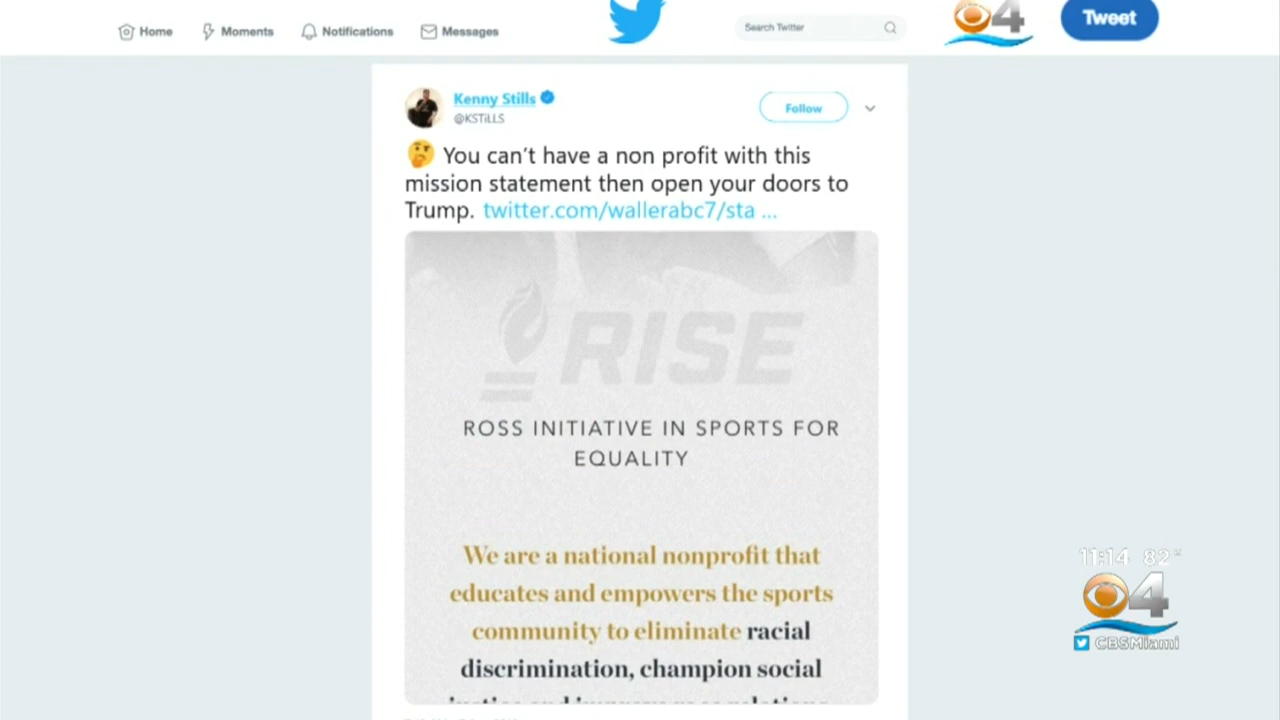 Home Moments Notifications Messages Search Twitter 4 Tweet
Kenny Stills
@KSTiLLS
Follow
🤔 You can't have a non profit with this
mission statement then open your doors to
Trump. twitter.com/wallerabc7/sta ...
RISE
ROSS INITIATIVE IN SPORTS FOR
EQUALITY
We are a national nonprofit that
educates and empowers the sports
community to eliminate racial
discrimination, champion social
11:14 82°
4
CBSMiami